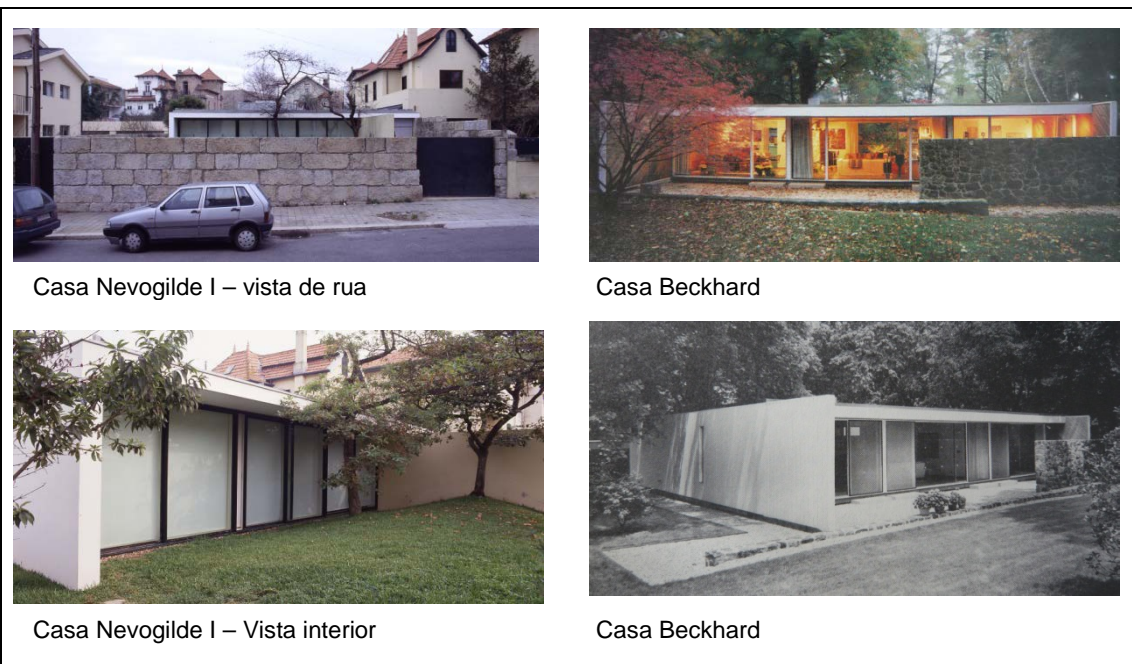 Casa Nevogilde I – vista de rua
Casa Beckhard
Casa Nevogilde I – Vista interior
Casa Beckhard